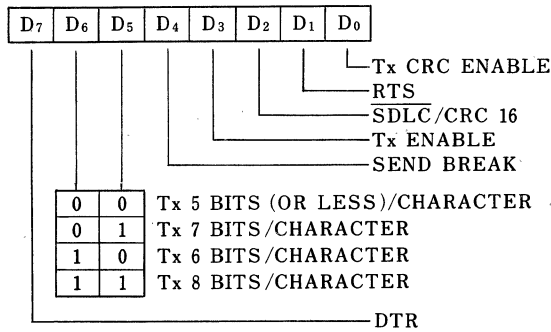 D₇ D₆ D₅ D₄ D₃ D₂ D₁ D₀
Tx CRC ENABLE
RTS
S̅D̅L̅C̅/CRC 16
Tx ENABLE
SEND BREAK
0 0 Tx 5 BITS (OR LESS)/CHARACTER
0 1 Tx 7 BITS/CHARACTER
1 0 Tx 6 BITS/CHARACTER
1 1 Tx 8 BITS/CHARACTER
DTR